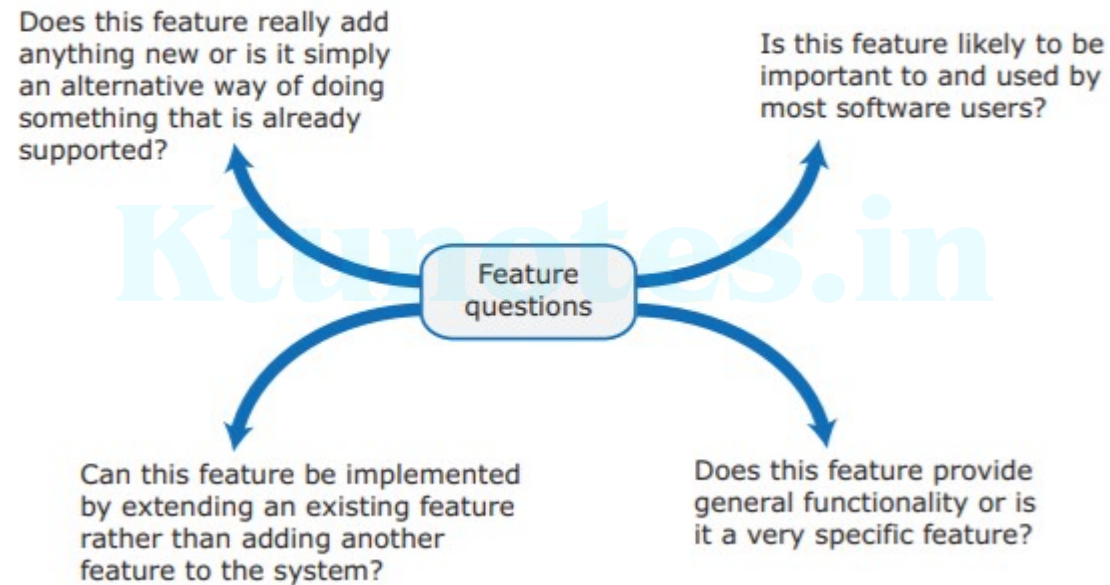 Does this feature really add
anything new or is it simply
an alternative way of doing
something that is already
supported?
Is this feature likely to be
important to and used by
most software users?
Ktunotes.in
Feature
questions
Can this feature be implemented
by extending an existing feature
rather than adding another
feature to the system?
Does this feature provide
general functionality or is
it a very specific feature?